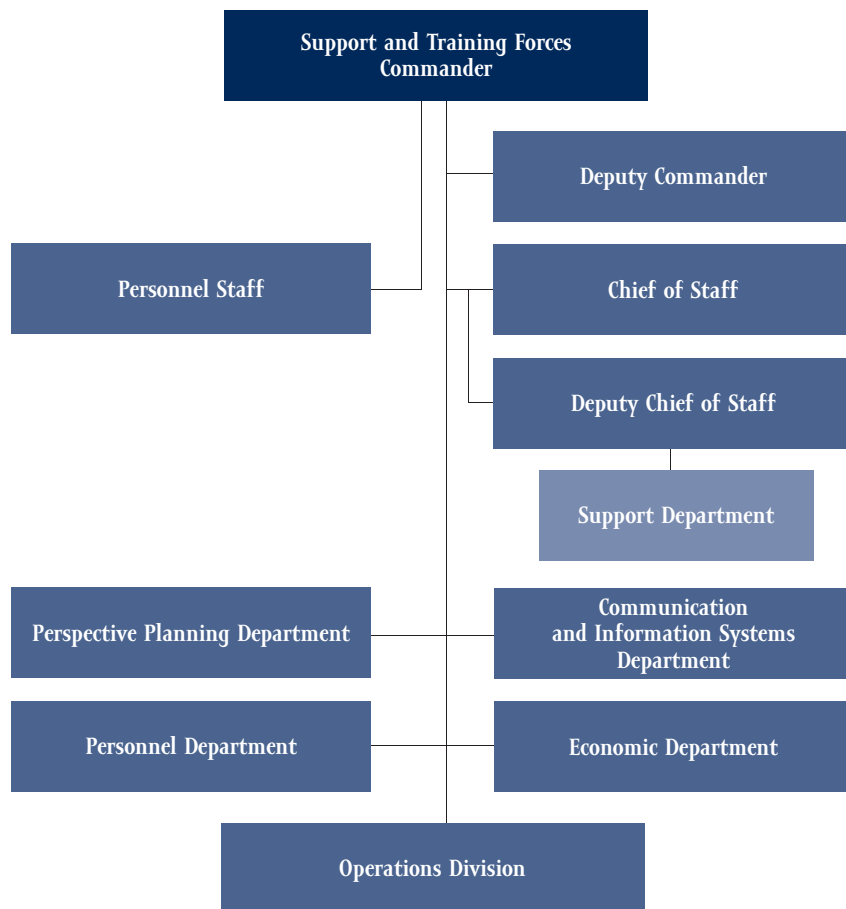 Support and Training Forces
Commander
Deputy Commander
Personnel Staff
Chief of Staff
Deputy Chief of Staff
Support Department
Perspective Planning Department
Communication
and Information Systems
Department
Personnel Department
Economic Department
Operations Division